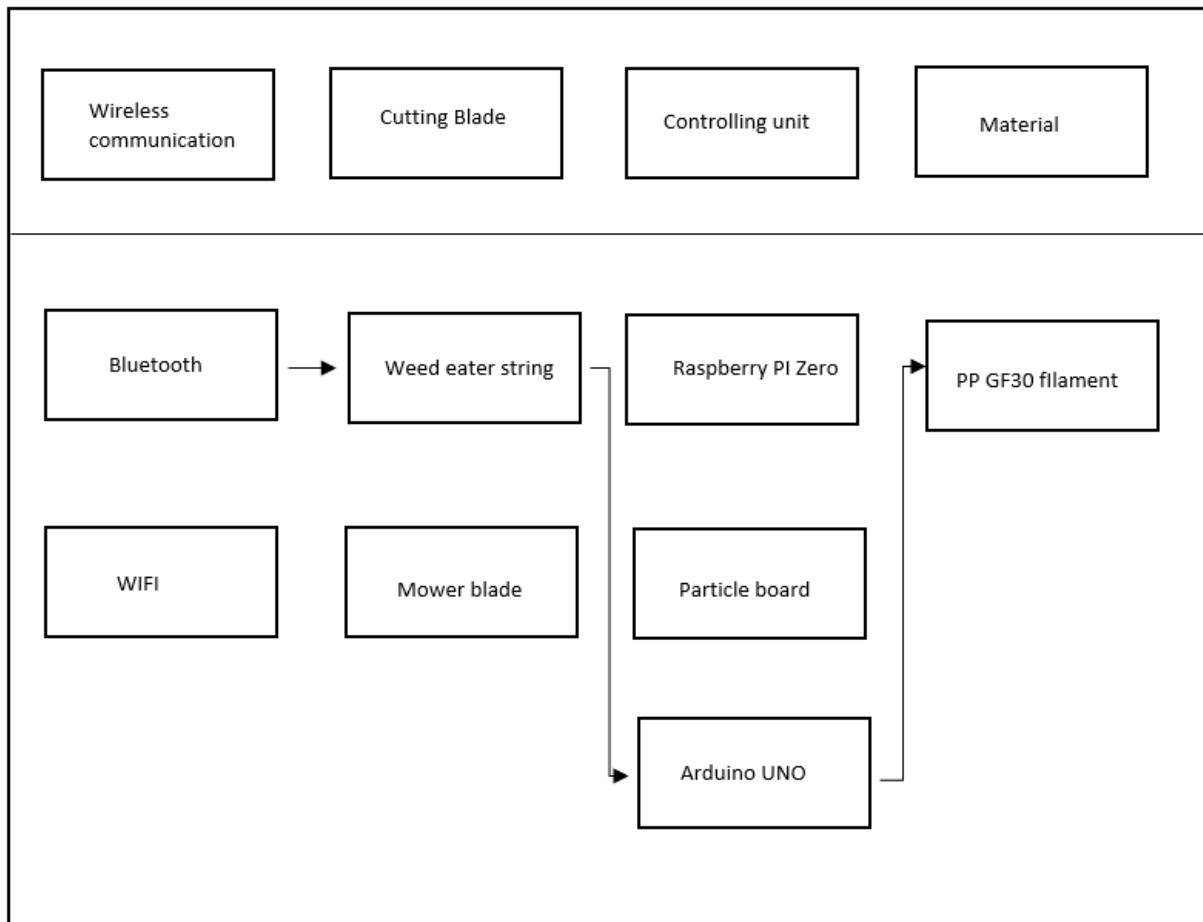 Wireless
communication
Cutting Blade
Controlling unit
Material
Bluetooth
Weed eater string
Raspberry PI Zero
PP GF30 fIlament
WIFI
Mower blade
Particle board
Arduino UNO